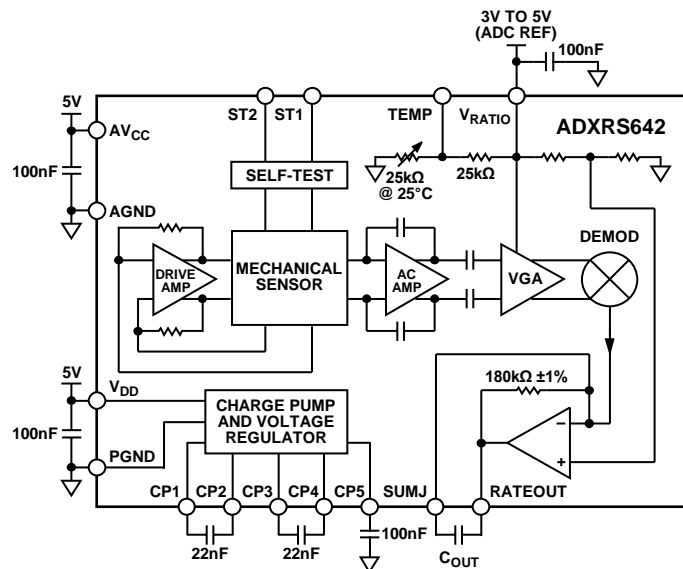 3V TO 5V
(ADC REF)
100nF
5V
ST2
ST1
TEMP
VRATIO
ADXRS642
AVCC
100nF
25kΩ
@ 25°C
25kΩ
SELF-TEST
AGND
DEMOD
DRIVE
AMP
MECHANICAL
SENSOR
AC
AMP
VGA
5V
VDD
180kΩ ±1%
CHARGE PUMP
AND VOLTAGE
REGULATOR
100nF
–
+
PGND
CP1
CP2
CP3
CP4
CP5
SUMJ
RATEOUT
22nF
22nF
100nF
COUT